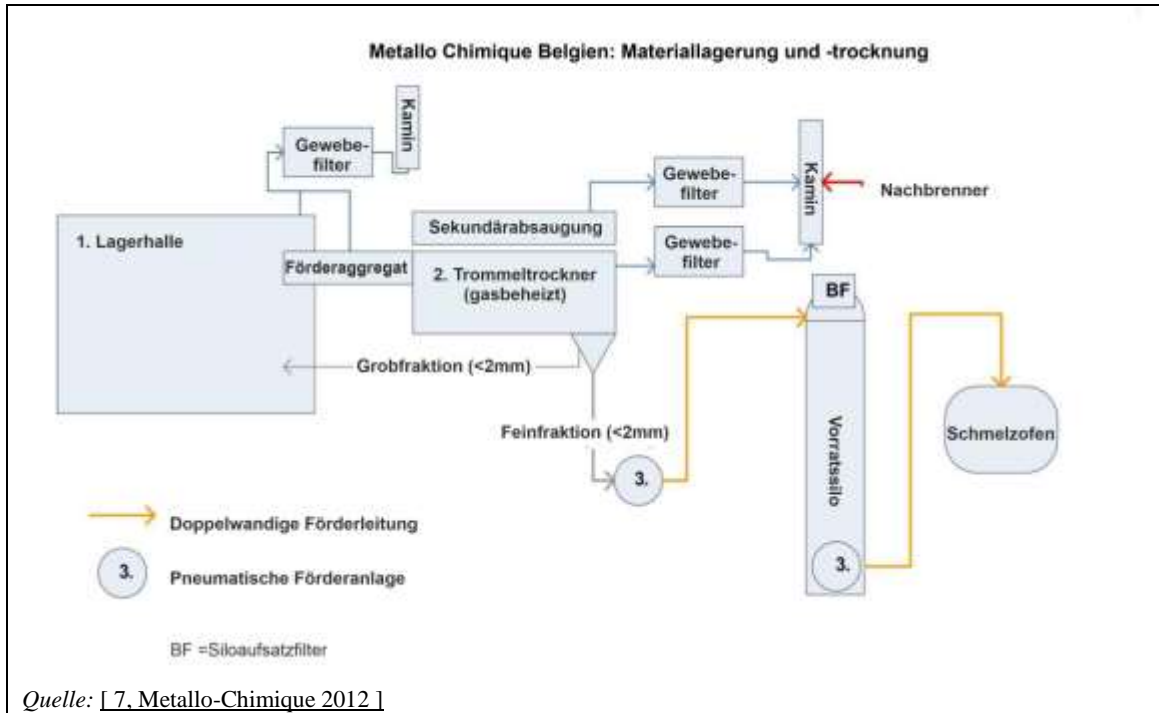 Metallo Chimique Belgien: Materiallagerung und -trocknung
Kamin
Gewebe-
filter
Gewebe-
filter
Kamin
Nachbrenner
1. Lagerhalle
Sekundärabsaugung
Gewebe-
filter
Förderaggregat
2. Trommeltrockner
(gasbeheizt)
BF
Grobfraktion (<2mm)
Feinfraktion (<2mm)
3.
Vorratssilo
Schmelzofen
Doppelwandige Förderleitung
3.
3.
Pneumatische Förderanlage
BF =Siloaufsatzfilter
Quelle: [ 7, Metallo-Chimique 2012 ]